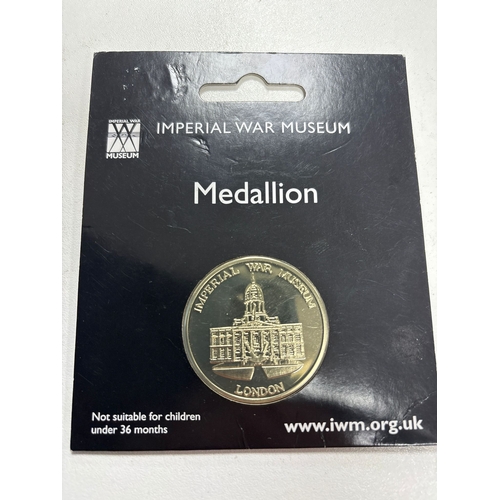 IMPERIAL WAR
MUSEUM
IMPERIAL WAR MUSEUM
Medallion
IMPERIAL WAR MUSEUM
LONDON
Not suitable for children
under 36 months
www.iwm.org.uk